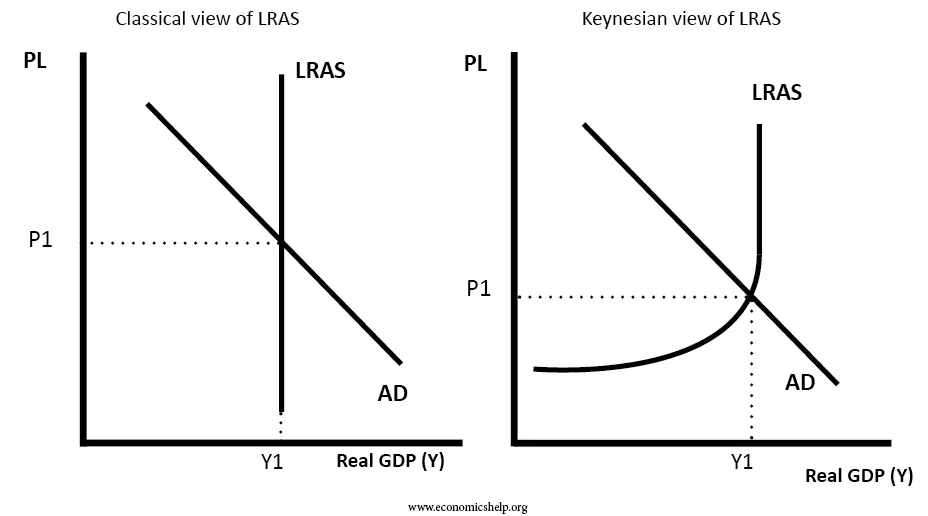 Classical view of LRAS
PL
LRAS
P1
AD
Y1
Real GDP (Y)
Keynesian view of LRAS
PL
LRAS
P1
AD
Y1
Real GDP (Y)
www.economicshelp.org